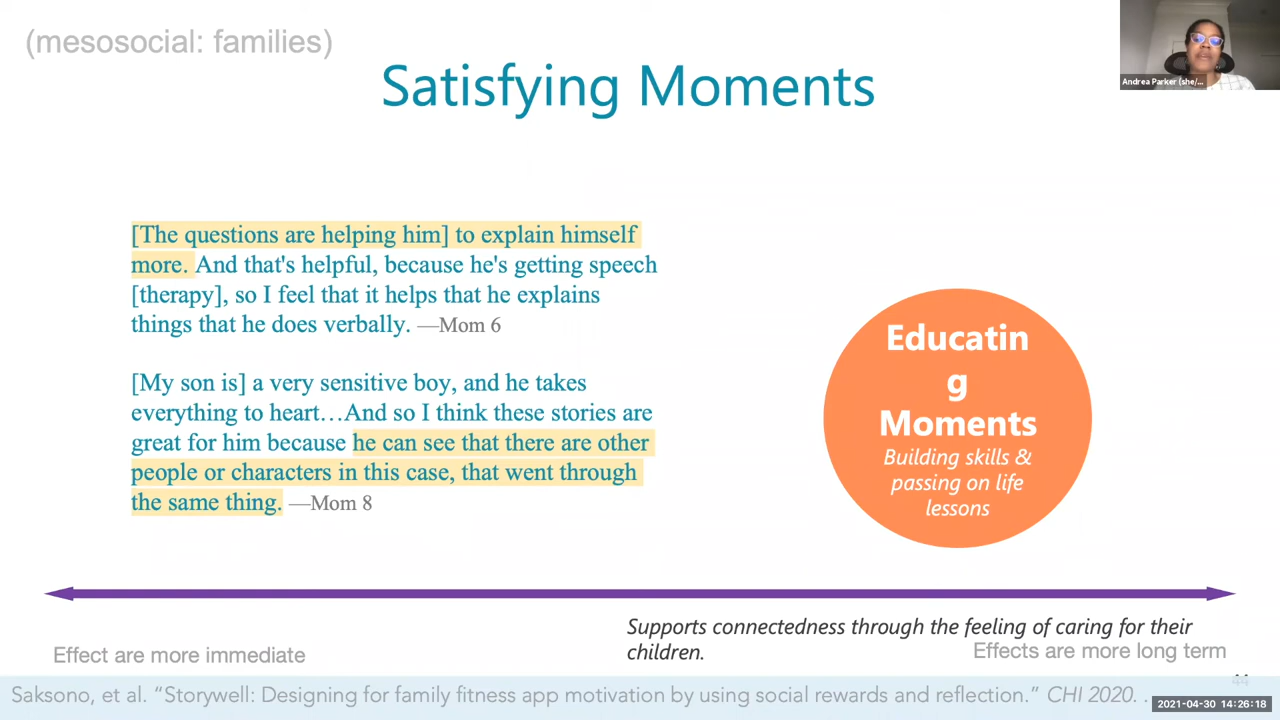 (mesosocial: families)
Satisfying Moments
Andrea Parker (she/...
[The questions are helping him] to explain himself
more. And that's helpful, because he's getting speech
[therapy], so I feel that it helps that he explains
things that he does verbally. —Mom 6
[My son is] a very sensitive boy, and he takes
everything to heart…And so I think these stories are
great for him because he can see that there are other
people or characters in this case, that went through
the same thing. —Mom 8
Educatin
g
Moments
Building skills &
passing on life
lessons
Supports connectedness through the feeling of caring for their
children.
Effect are more immediate
Effects are more long term
44
Saksono, et al. “Storywell: Designing for family fitness app motivation by using social rewards and reflection.” CHI 2020. .
2021-04-30 14:26:18